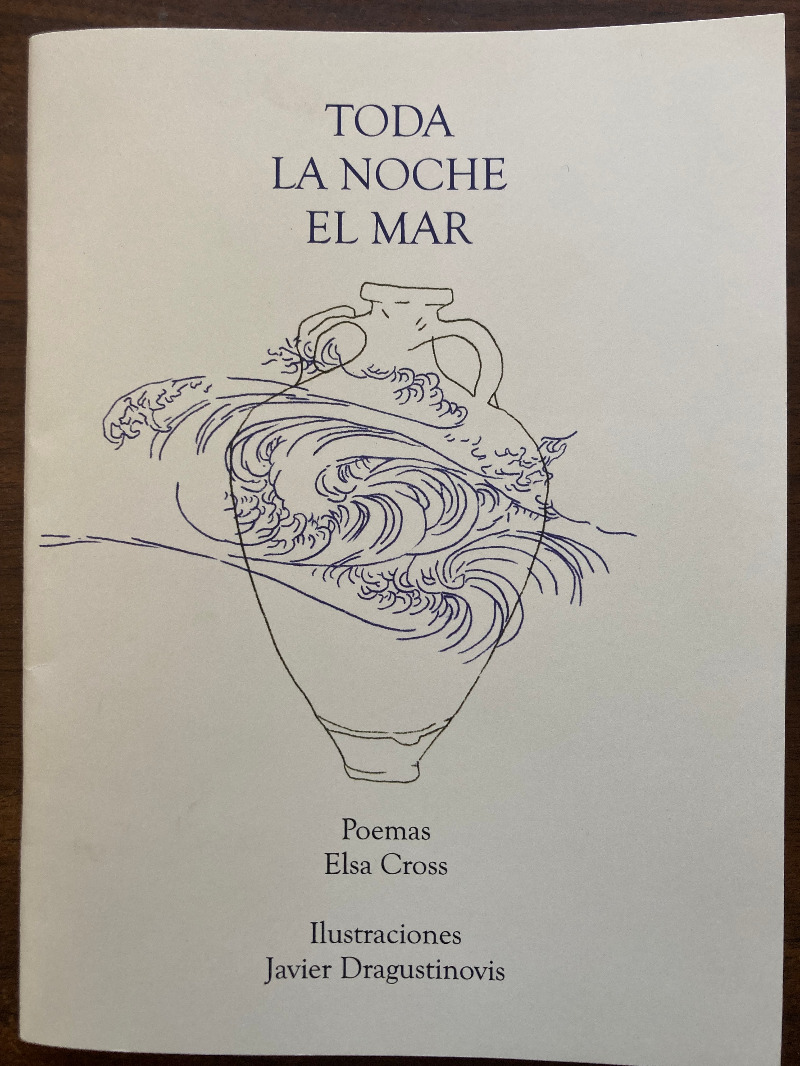 TODA
LA NOCHE
EL MAR
Poemas
Elsa Cross
Ilustraciones
Javier Dragustinovis